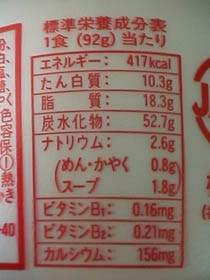 標準栄養成分表
1食 (92g) 当たり
エネルギー: 417kcal
たん白質: 10.3g
脂質: 18.3g
炭水化物: 52.7g
ナトリウム: 2.6g
(めん・かやく 0.8g)
(スープ 1.8g)
ビタミンB₁: 0.16mg
ビタミンB₂: 0.21mg
カルシウム: 156mg